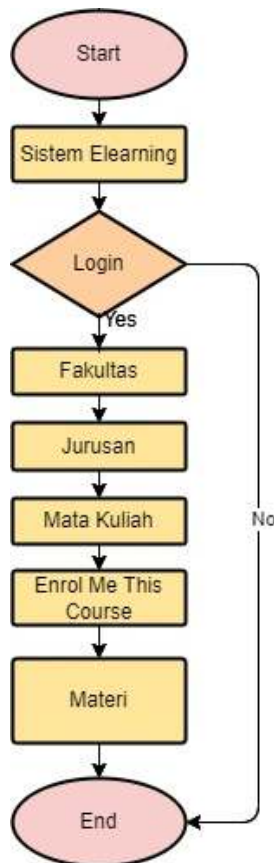 Start
Sistem Elearning
Login
Yes
Fakultas
Jurusan
Mata Kuliah
No
Enrol Me This
Course
Materi
End